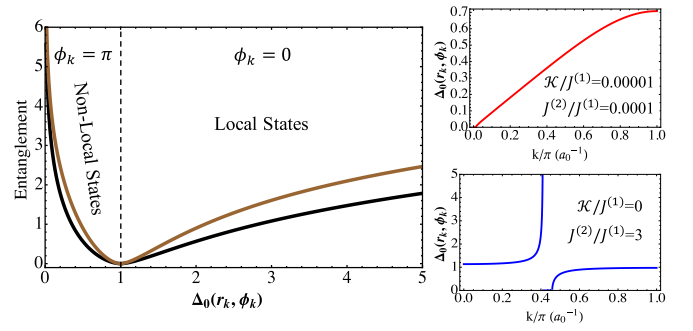 Entanglement
6
5
4
3
2
1
0
ϕₖ = π
ϕₖ = 0
Non-Local States
Local States
0 1 2 3 4 5
Δ₀(rₖ, ϕₖ)
Δ₀(rₖ, ϕₖ)
0.7
0.6
0.5
0.4
0.3
0.2
0.1
0.0
𝒦/J⁽¹⁾=0.00001
J⁽²⁾/J⁽¹⁾=0.0001
0.0 0.2 0.4 0.6 0.8 1.0
k/π (a₀⁻¹)
Δ₀(rₖ, ϕₖ)
5
4
3
2
1
0
𝒦/J⁽¹⁾=0
J⁽²⁾/J⁽¹⁾=3
0.0 0.2 0.4 0.6 0.8 1.0
k/π (a₀⁻¹)